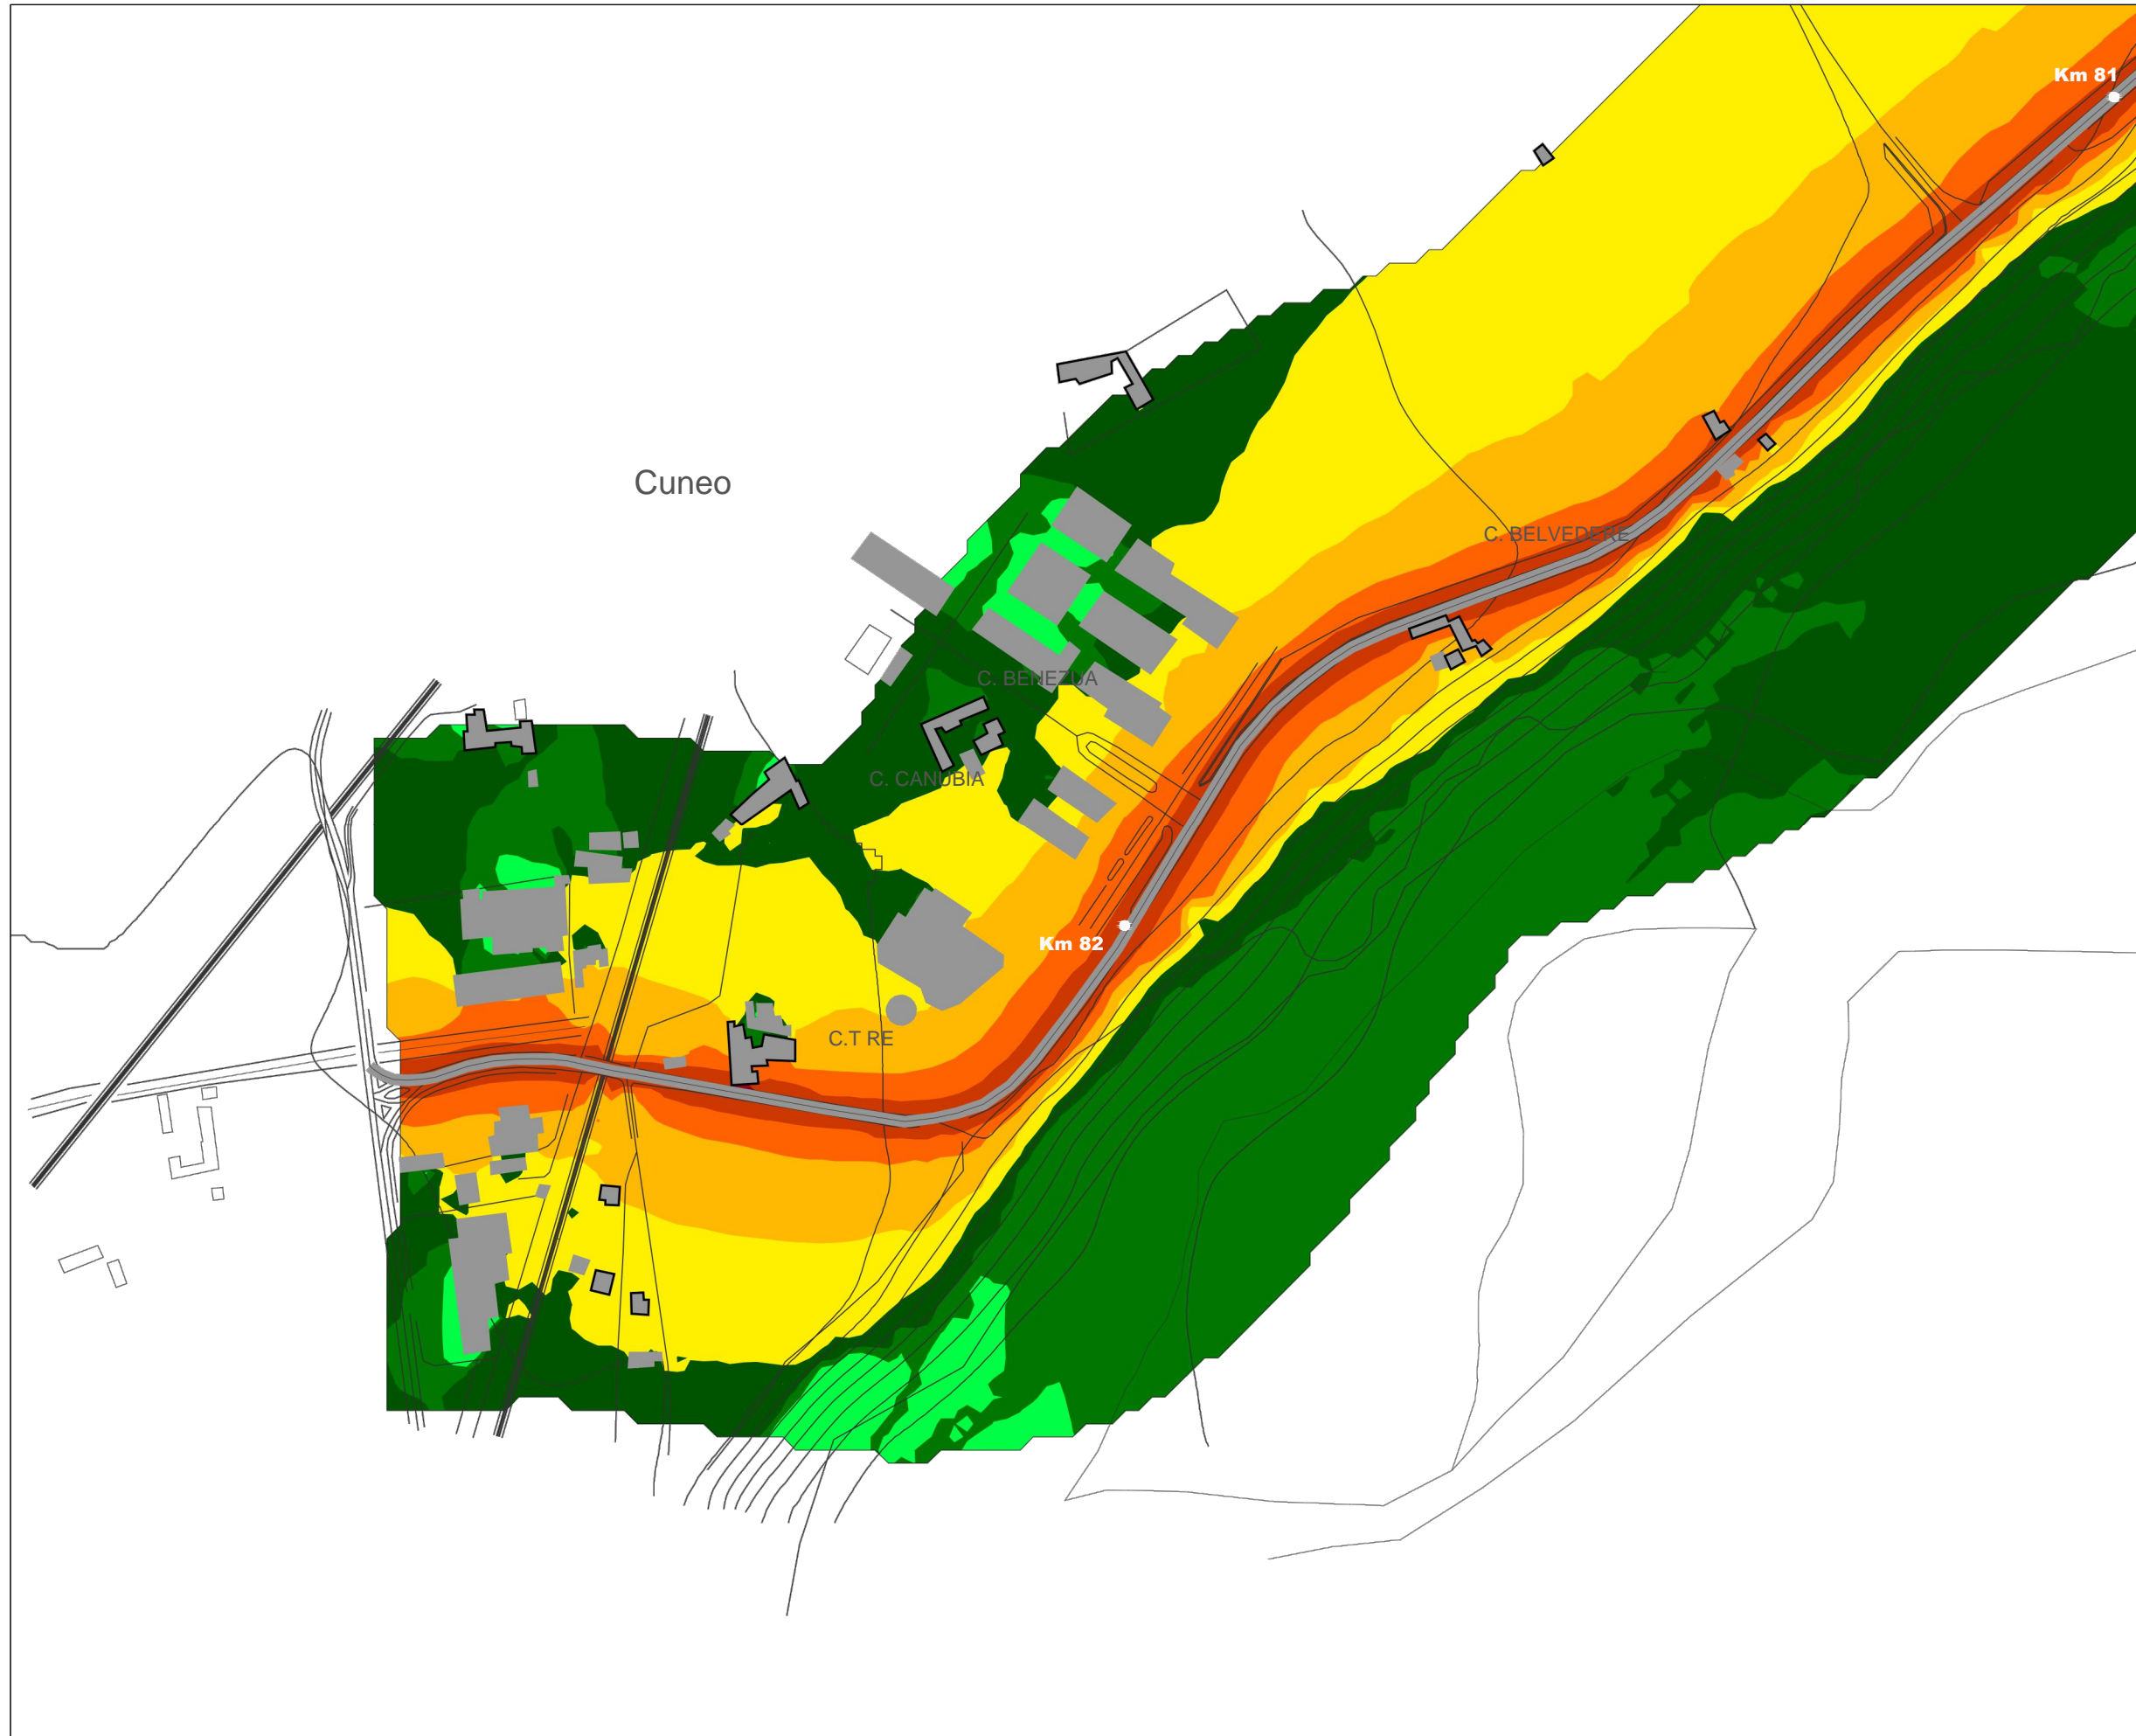 Km 81
Cuneo
C. BELVEDERE
C. BENEZUA
C. CANUBIA
Km 82
C.T RE